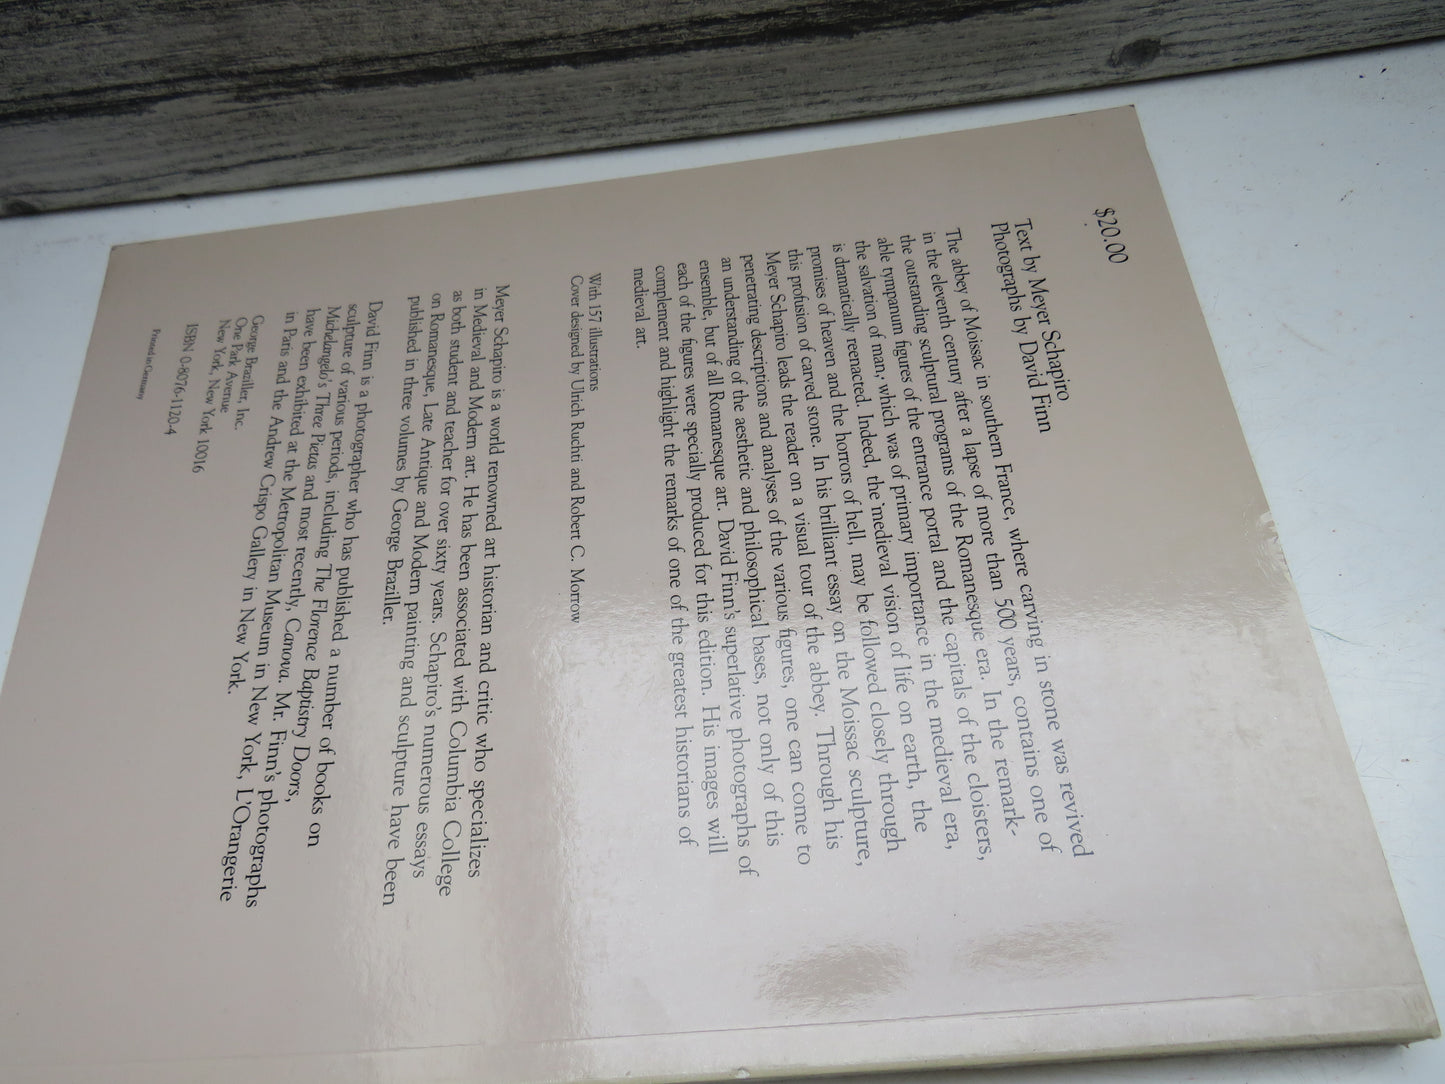 $20.00
Text by Meyer Schapiro
Photographs by David Finn
The abbey of Moissac in southern France, where carving in stone was revived
in the eleventh century after a lapse of more than 500 years, contains one of
the outstanding sculptural programs of the Romanesque era. In the remark-
able tympanum figures of the entrance portal and the capitals of the cloisters,
the salvation of man, which was of primary importance in the medieval era,
is dramatically reenacted. Indeed, the medieval vision of life on earth, the
promises of heaven and the horrors of hell, may be followed closely through
this profusion of carved stone. In his brilliant essay on the Moissac sculpture,
Meyer Schapiro leads the reader on a visual tour of the abbey. Through his
penetrating descriptions and analyses of the various figures, one can come to
an understanding of the aesthetic and philosophical bases, not only of this
ensemble, but of all Romanesque art. David Finn's superlative photographs of
each of the figures were specially produced for this edition. His images will
complement and highlight the remarks of one of the greatest historians of
medieval art.
With 157 illustrations
Cover designed by Ulrich Ruchti and Robert C. Morrow
Meyer Schapiro is a world renowned art historian and critic who specializes
in Medieval and Modern art. He has been associated with Columbia College
as both student and teacher for over sixty years. Schapiro's numerous essays
on Romanesque, Late Antique and Modern painting and sculpture have been
published in three volumes by George Braziller.
David Finn is a photographer who has published a number of books on
sculpture of various periods, including The Florence Baptistry Doors,
Michelangelo's Three Pietas and most recently, Canova. Mr. Finn's photographs
have been exhibited at the Metropolitan Museum in New York, L'Orangerie
in Paris and the Andrew Crispo Gallery in New York.
George Braziller, Inc.
One Park Avenue
New York, New York 10016
ISBN 0-8076-1120-4
Printed in Germany